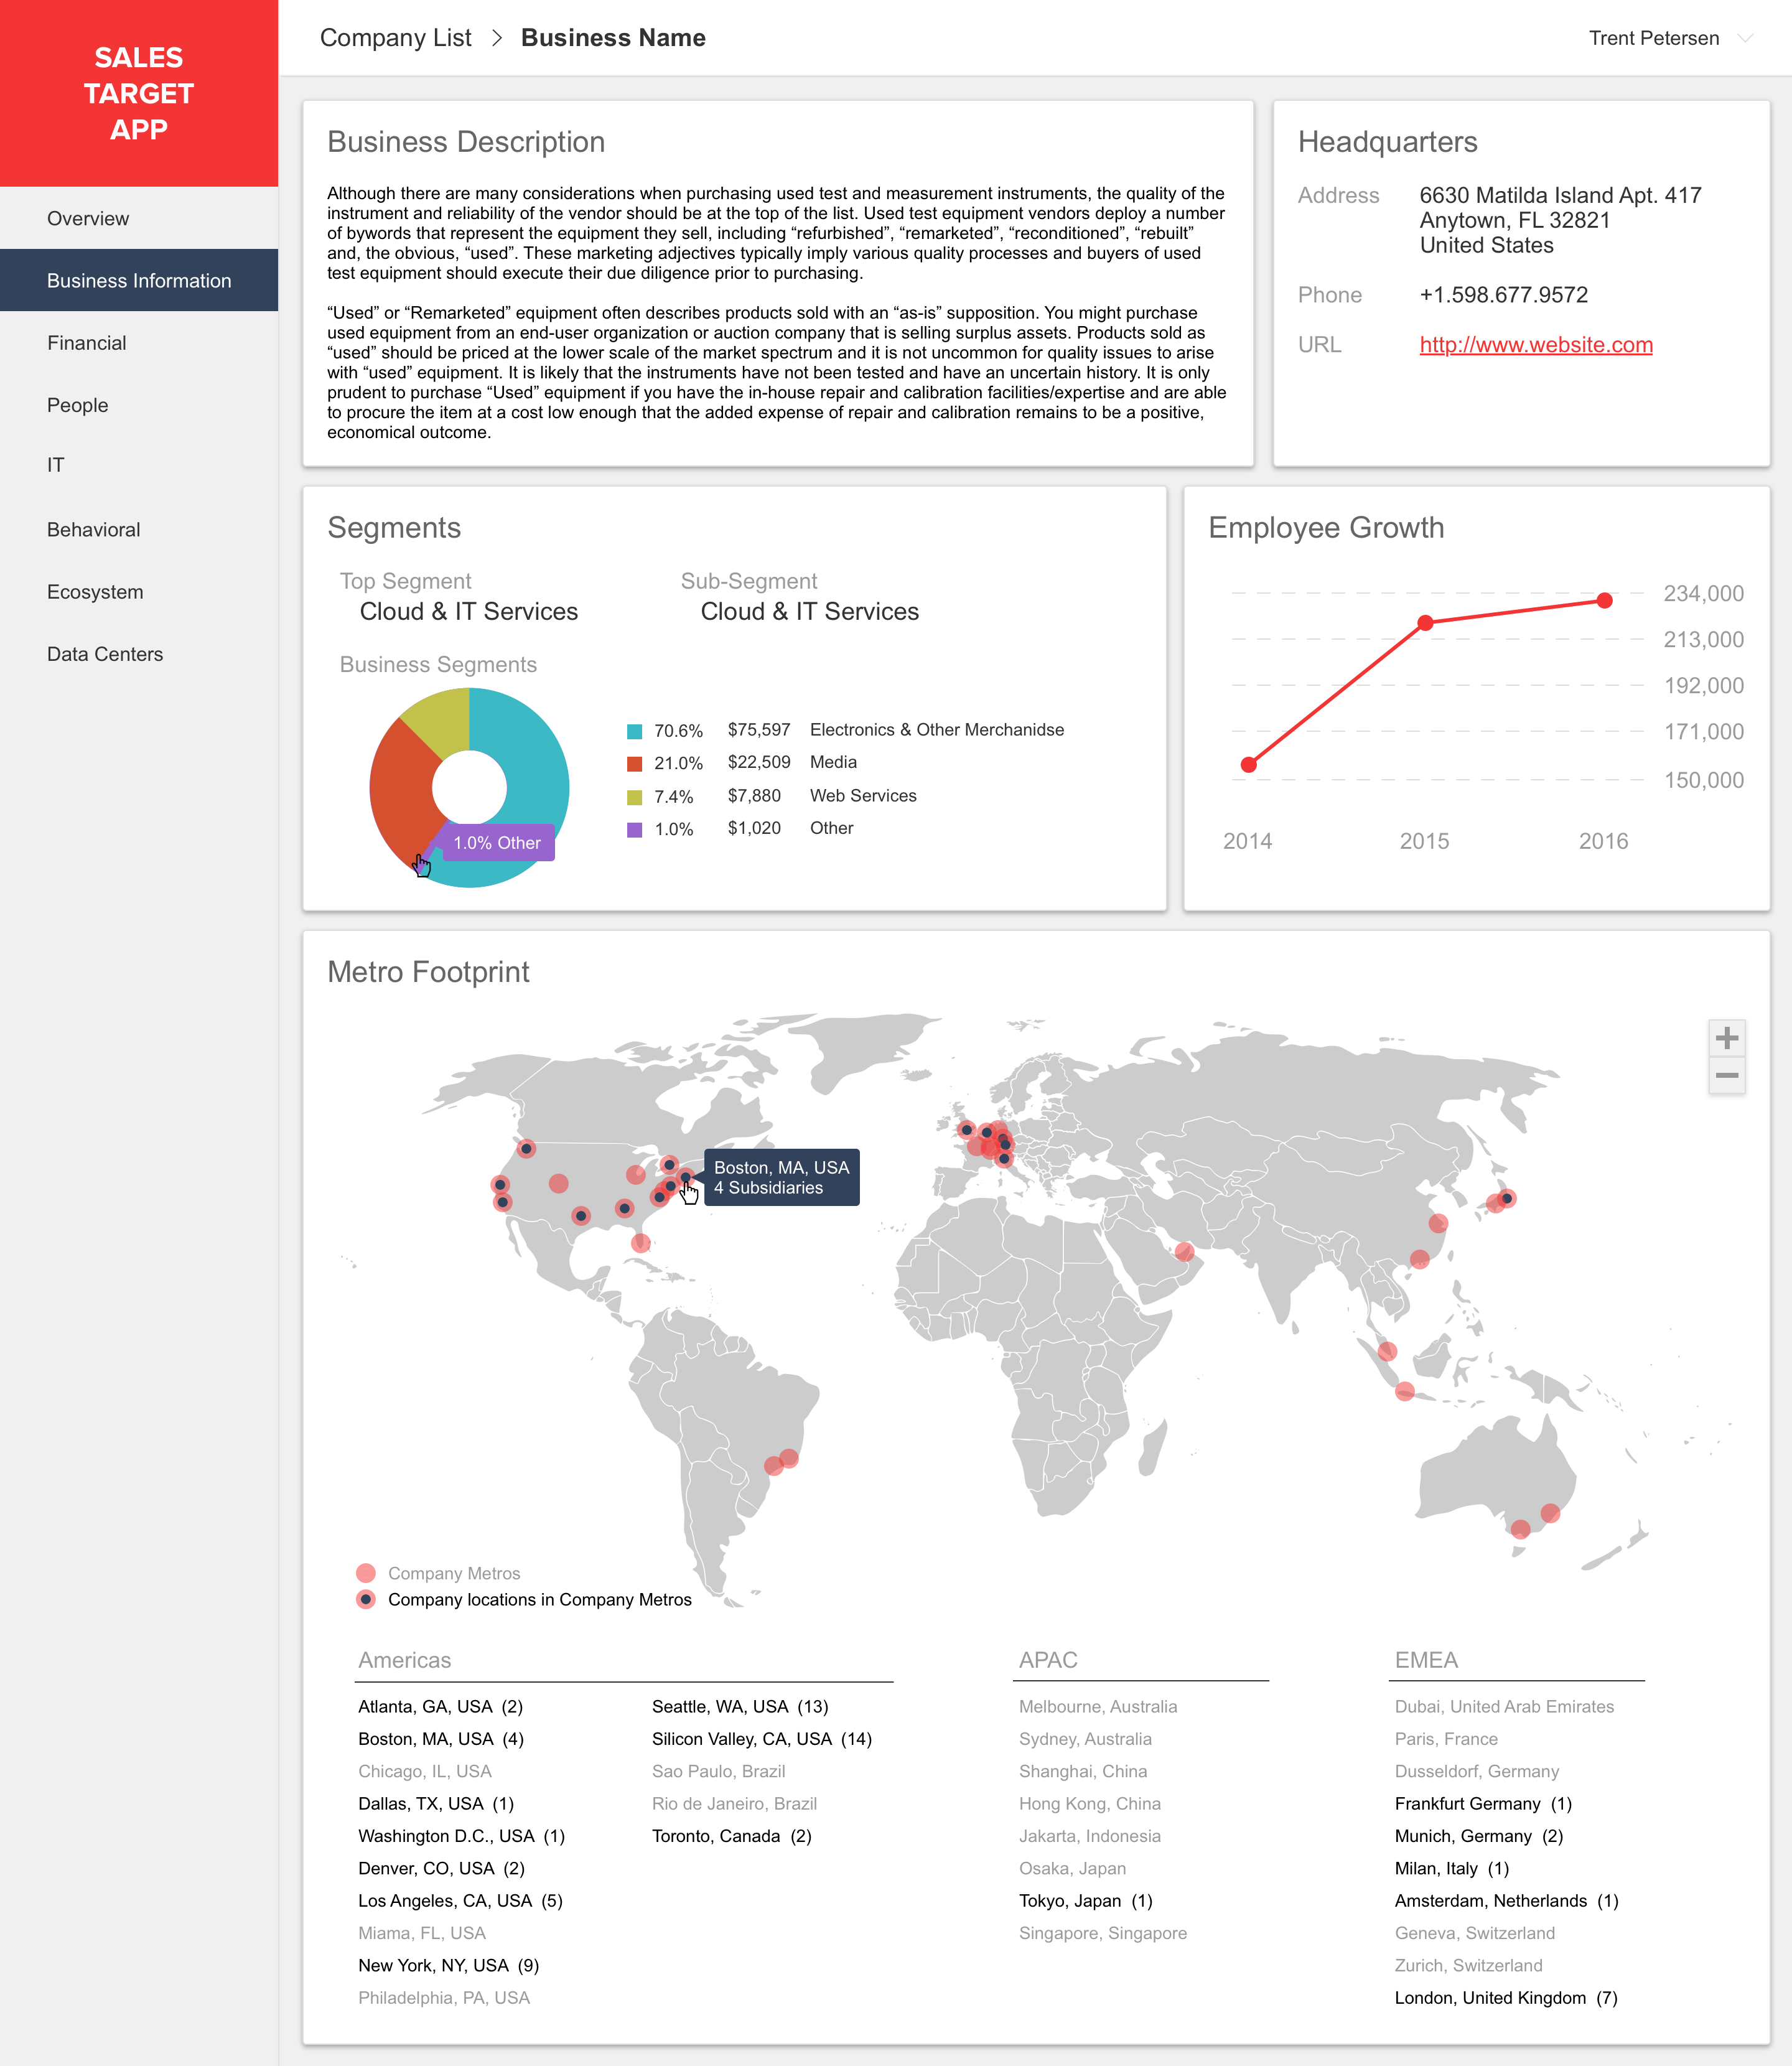 SALES
TARGET
APP
Company List > Business Name
Trent Petersen
Overview
Business Information
Financial
People
IT
Behavioral
Ecosystem
Data Centers
Business Description
Although there are many considerations when purchasing used test and measurement instruments, the quality of the
instrument and reliability of the vendor should be at the top of the list. Used test equipment vendors deploy a number
of bywords that represent the equipment they sell, including “refurbished”, “remarketed”, “reconditioned”, “rebuilt”
and, the obvious, “used”. These marketing adjectives typically imply various quality processes and buyers of used
test equipment should execute their due diligence prior to purchasing.
“Used” or “Remarketed” equipment often describes products sold with an “as-is” supposition. You might purchase
used equipment from an end-user organization or auction company that is selling surplus assets. Products sold as
“used” should be priced at the lower scale of the market spectrum and it is not uncommon for quality issues to arise
with “used” equipment. It is likely that the instruments have not been tested and have an uncertain history. It is only
prudent to purchase “Used” equipment if you have the in-house repair and calibration facilities/expertise and are able
to procure the item at a cost low enough that the added expense of repair and calibration remains to be a positive,
economical outcome.
Headquarters
Address 6630 Matilda Island Apt. 417
Anytown, FL 32821
United States
Phone +1.598.677.9572
URL http://www.website.com
Segments
Top Segment
Cloud & IT Services
Sub-Segment
Cloud & IT Services
Business Segments
1.0% Other
70.6% $75,597 Electronics & Other Merchanidse
21.0% $22,509 Media
7.4% $7,880 Web Services
1.0% $1,020 Other
Employee Growth
234,000
213,000
192,000
171,000
150,000
2014 2015 2016
Metro Footprint
+
−
Boston, MA, USA
4 Subsidiaries
Company Metros
Company locations in Company Metros
Americas
Atlanta, GA, USA (2)
Boston, MA, USA (4)
Chicago, IL, USA
Dallas, TX, USA (1)
Washington D.C., USA (1)
Denver, CO, USA (2)
Los Angeles, CA, USA (5)
Miama, FL, USA
New York, NY, USA (9)
Philadelphia, PA, USA
Seattle, WA, USA (13)
Silicon Valley, CA, USA (14)
Sao Paulo, Brazil
Rio de Janeiro, Brazil
Toronto, Canada (2)
APAC
Melbourne, Australia
Sydney, Australia
Shanghai, China
Hong Kong, China
Jakarta, Indonesia
Osaka, Japan
Tokyo, Japan (1)
Singapore, Singapore
EMEA
Dubai, United Arab Emirates
Paris, France
Dusseldorf, Germany
Frankfurt Germany (1)
Munich, Germany (2)
Milan, Italy (1)
Amsterdam, Netherlands (1)
Geneva, Switzerland
Zurich, Switzerland
London, United Kingdom (7)